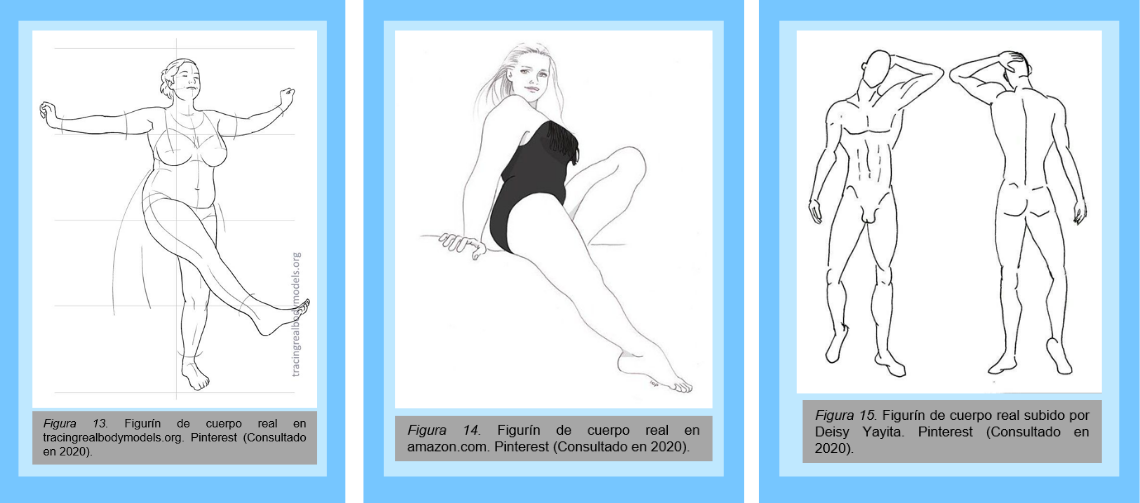 tracingrealbodymodels.org
Figura 13. Figurín de cuerpo real en
tracingrealbodymodels.org. Pinterest (Consultado
en 2020).
Figura 14. Figurín de cuerpo real en
amazon.com. Pinterest (Consultado en 2020).
Figura 15. Figurín de cuerpo real subido por
Deisy Yayita. Pinterest (Consultado en
2020).